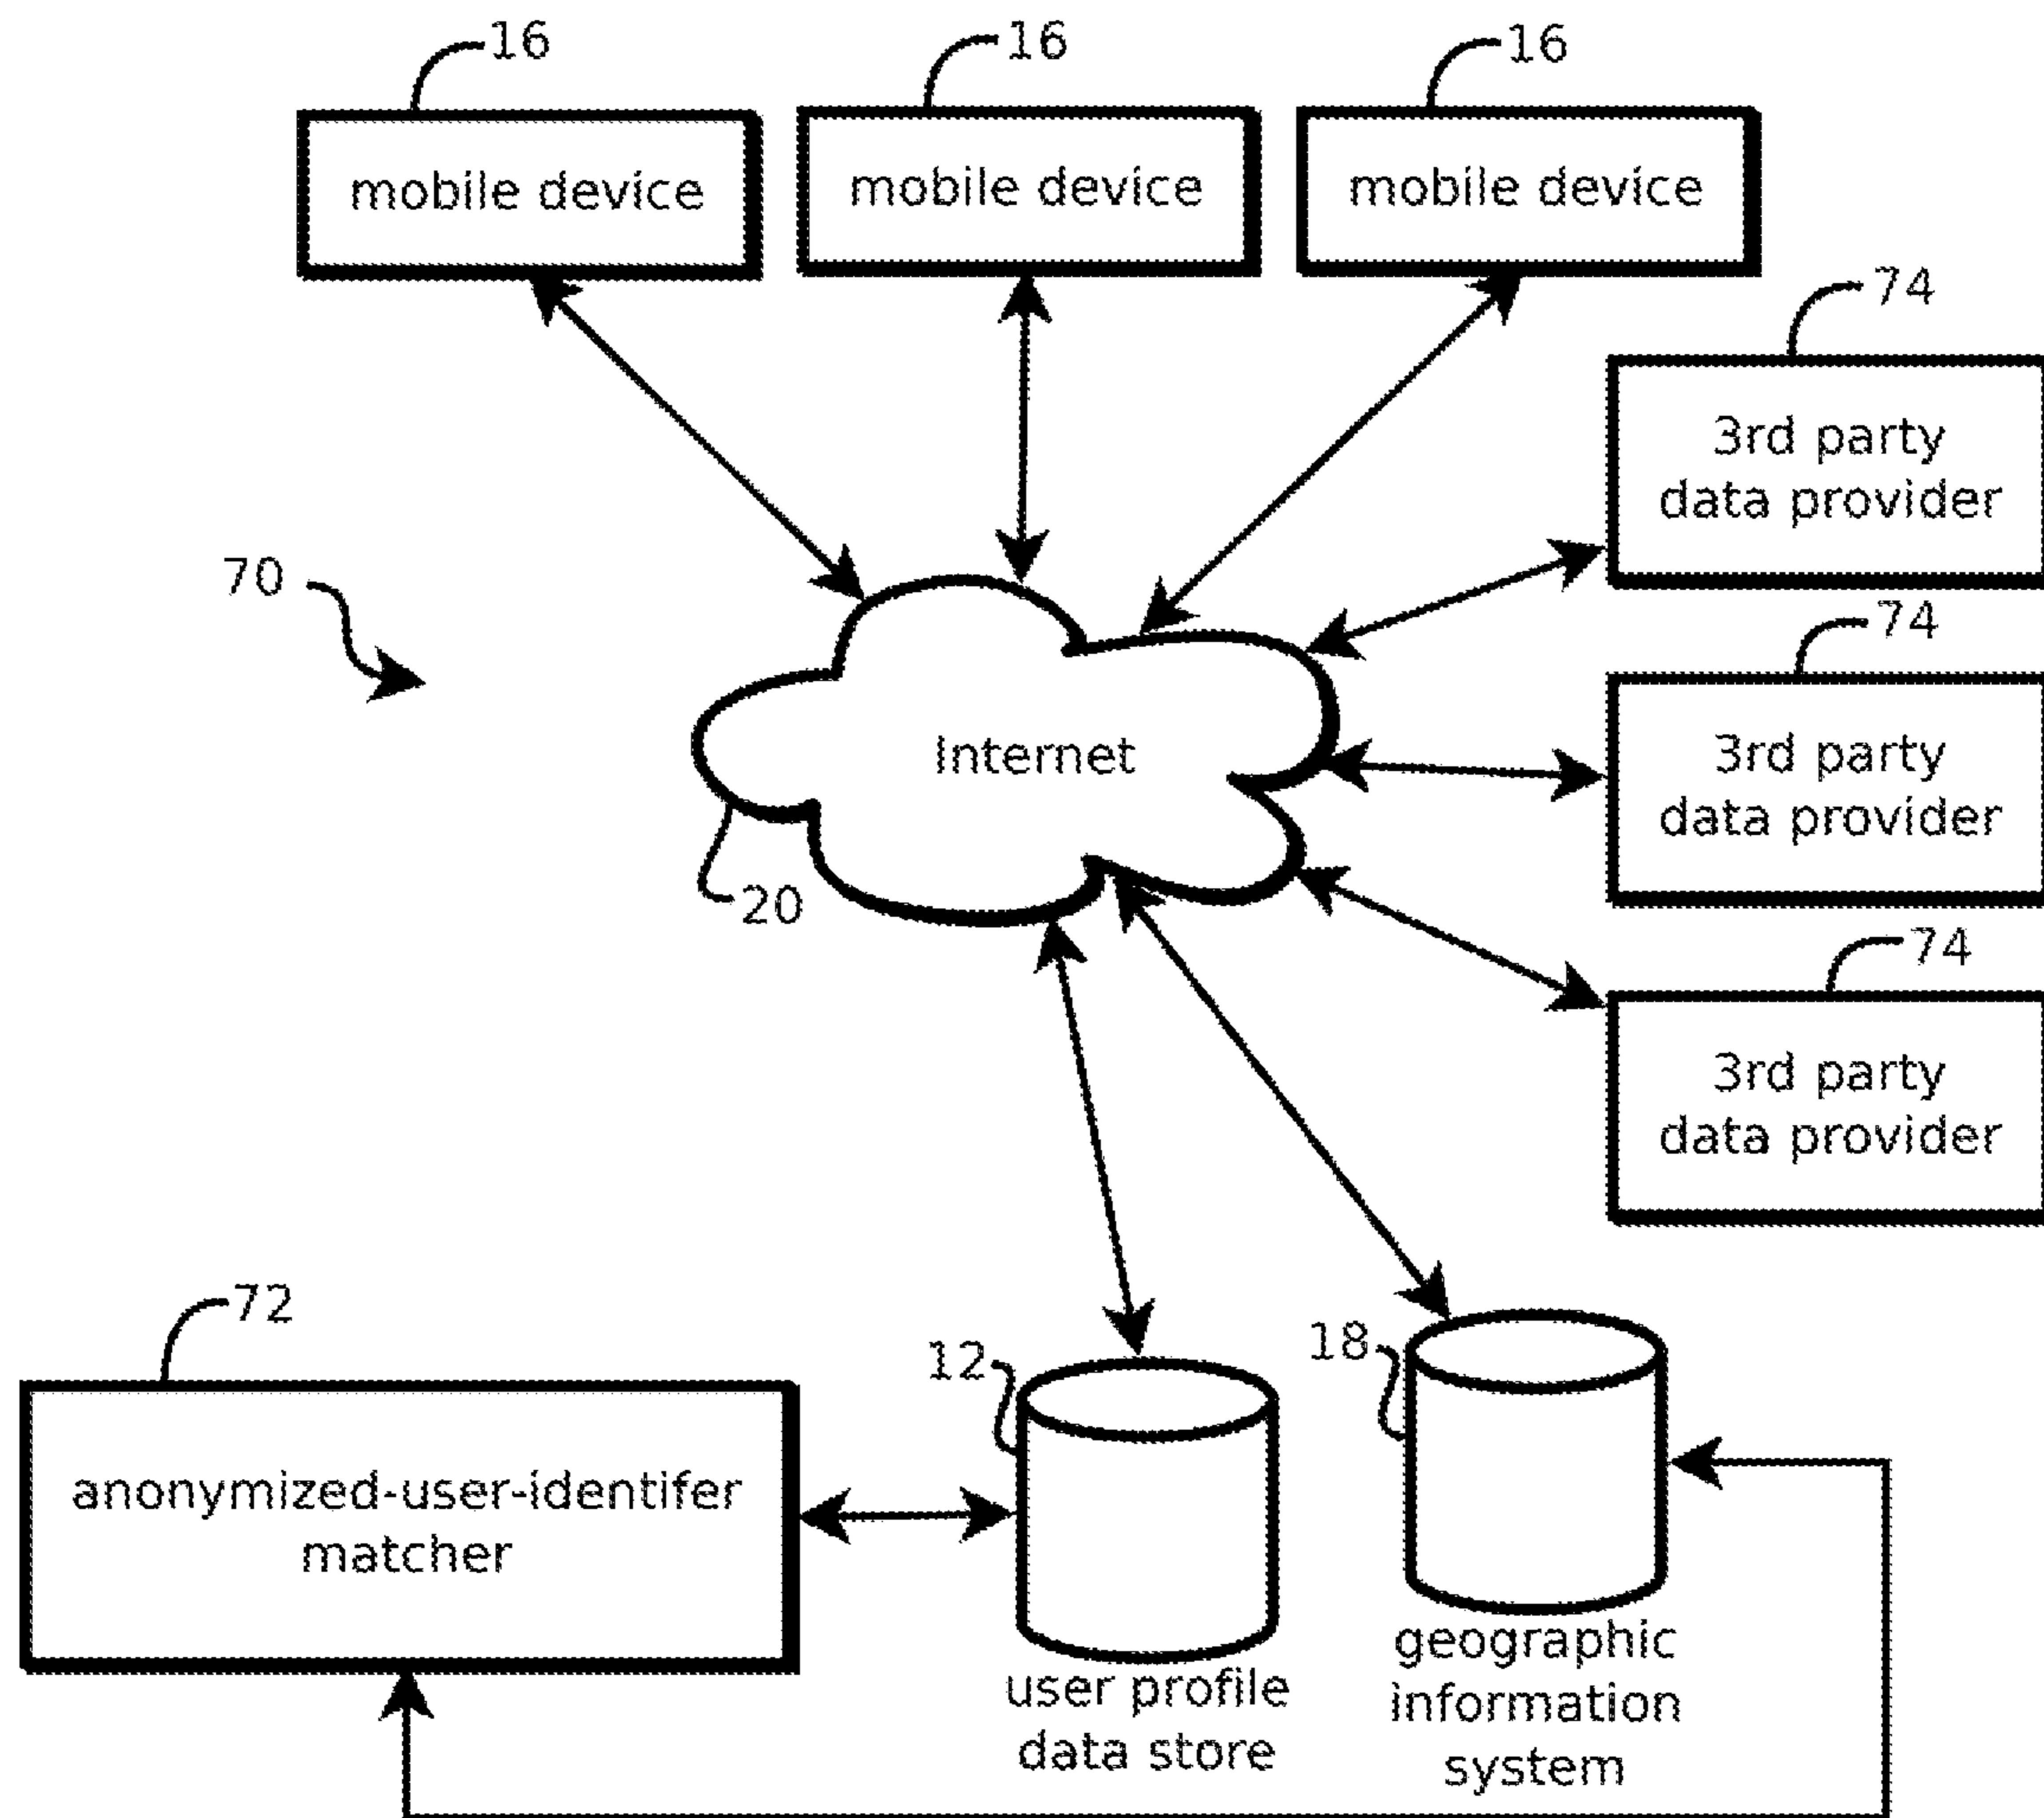 16
16
16
mobile device
mobile device
mobile device
74
3rd party
data provider
70
74
3rd party
data provider
Internet
20
74
3rd party
data provider
72
12
18
anonymized-user-identifer
matcher
user profile
data store
geographic
information
system